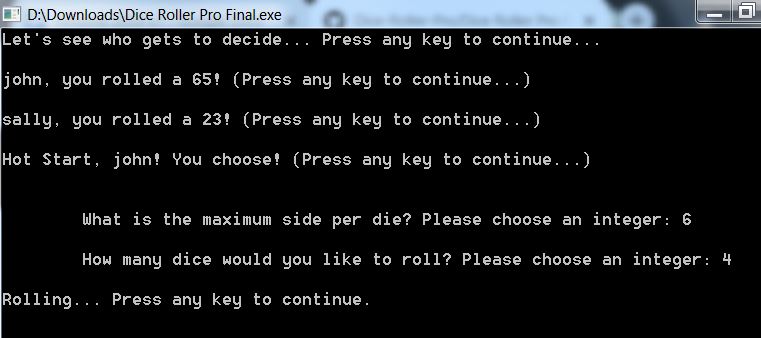 D:\Downloads\Dice Roller Pro Final.exe
Let's see who gets to decide... Press any key to continue...
john, you rolled a 65! (Press any key to continue...)
sally, you rolled a 23! (Press any key to continue...)
Hot Start, john! You choose! (Press any key to continue...)
What is the maximum side per die? Please choose an integer: 6
How many dice would you like to roll? Please choose an integer: 4
Rolling... Press any key to continue.